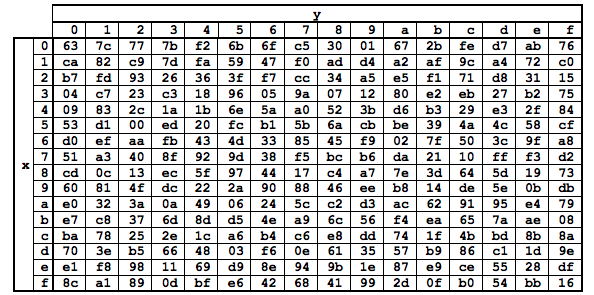 y
0 1 2 3 4 5 6 7 8 9 a b c d e f
0 63 7c 77 7b f2 6b 6f c5 30 01 67 2b fe d7 ab 76
1 ca 82 c9 7d fa 59 47 f0 ad d4 a2 af 9c a4 72 c0
2 b7 fd 93 26 36 3f f7 cc 34 a5 e5 f1 71 d8 31 15
3 04 c7 23 c3 18 96 05 9a 07 12 80 e2 eb 27 b2 75
4 09 83 2c 1a 1b 6e 5a a0 52 3b d6 b3 29 e3 2f 84
5 53 d1 00 ed 20 fc b1 5b 6a cb be 39 4a 4c 58 cf
6 d0 ef aa fb 43 4d 33 85 45 f9 02 7f 50 3c 9f a8
7 51 a3 40 8f 92 9d 38 f5 bc b6 da 21 10 ff f3 d2
x
8 cd 0c 13 ec 5f 97 44 17 c4 a7 7e 3d 64 5d 19 73
9 60 81 4f dc 22 2a 90 88 46 ee b8 14 de 5e 0b db
a e0 32 3a 0a 49 06 24 5c c2 d3 ac 62 91 95 e4 79
b e7 c8 37 6d 8d d5 4e a9 6c 56 f4 ea 65 7a ae 08
c ba 78 25 2e 1c a6 b4 c6 e8 dd 74 1f 4b bd 8b 8a
d 70 3e b5 66 48 03 f6 0e 61 35 57 b9 86 c1 1d 9e
e e1 f8 98 11 69 d9 8e 94 9b 1e 87 e9 ce 55 28 df
f 8c a1 89 0d bf e6 42 68 41 99 2d 0f b0 54 bb 16